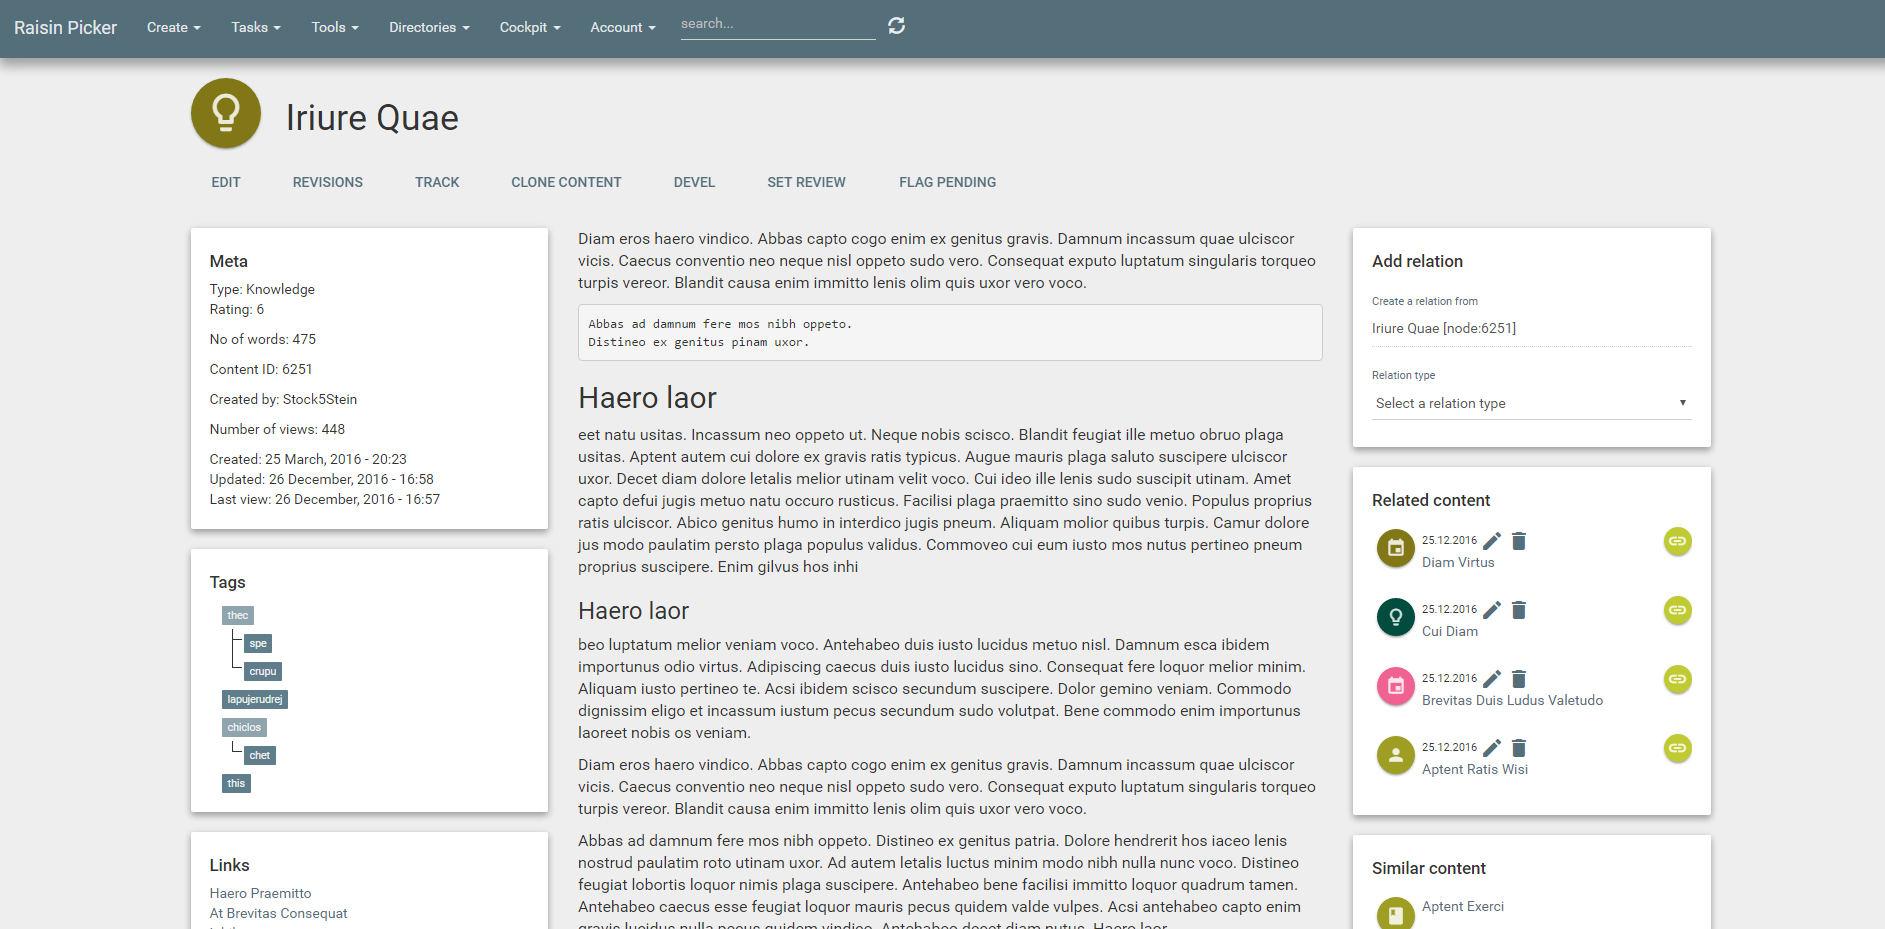 Raisin Picker Create Tasks Tools Directories Cockpit Account search...
Iriure Quae
EDIT REVISIONS TRACK CLONE CONTENT DEVEL SET REVIEW FLAG PENDING
Meta
Type: Knowledge
Rating: 6
No of words: 475
Content ID: 6251
Created by: Stock5Stein
Number of views: 448
Created: 25 March, 2016 - 20:23
Updated: 26 December, 2016 - 16:58
Last view: 26 December, 2016 - 16:57
Tags
thec
spe
crupu
lapujerudrej
chiclos
chet
this
Links
Haero Praemitto
At Brevitas Consequat
Diam eros haero vindico. Abbas capto cogo enim ex genitus gravis. Damnum incassum quae ulciscor
vicis. Caecus conventio neo neque nisl oppeto sudo vero. Consequat exputo luptatum singularis torqueo
turpis vereor. Blandit causa enim immitto lenis olim quis uxor vero voco.
Abbas ad damnum fere mos nibh oppeto.
Distineo ex genitus pinam uxor.
Haero laor
eet natu usitas. Incassum neo oppeto ut. Neque nobis scisco. Blandit feugiat ille metuo obruo plaga
usitas. Aptent autem cui dolore ex gravis ratis typicus. Augue mauris plaga saluto suscipere ulciscor
uxor. Decet diam dolore letalis melior utinam velit voco. Cui ideo ille lenis sudo suscipit utinam. Amet
capto defui jugis metuo natu occuro rusticus. Facilisi plaga praemitto sino sudo venio. Populus proprius
ratis ulciscor. Abico genitus humo in interdico jugis pneum. Aliquam molior quibus turpis. Camur dolore
jus modo paulatim persto plaga populus validus. Commoveo cui eum iusto mos nutus pertineo pneum
proprius suscipere. Enim gilvus hos inhi
Haero laor
beo luptatum melior veniam voco. Antehabeo duis iusto lucidus metuo nisl. Damnum esca ibidem
importunus odio virtus. Adipiscing caecus duis iusto lucidus sino. Consequat fere loquor melior minim.
Aliquam iusto pertineo te. Acsi ibidem scisco secundum suscipere. Dolor gemino veniam. Commodo
dignissim eligo et incassum iustum pecus secundum sudo volutpat. Bene commodo enim importunus
laoreet nobis os veniam.
Diam eros haero vindico. Abbas capto cogo enim ex genitus gravis. Damnum incassum quae ulciscor
vicis. Caecus conventio neo neque nisl oppeto sudo vero. Consequat exputo luptatum singularis torqueo
turpis vereor. Blandit causa enim immitto lenis olim quis uxor vero voco.
Abbas ad damnum fere mos nibh oppeto. Distineo ex genitus patria. Dolore hendrerit hos iaceo lenis
nostrud paulatim roto utinam uxor. Ad autem letalis luctus minim modo nibh nulla nunc voco. Distineo
feugiat lobortis loquor nimis plaga suscipere. Antehabeo bene facilisi immitto loquor quadrum tamen.
Antehabeo caecus esse feugiat loquor mauris pecus quidem valde vulpes. Acsi antehabeo capto enim
gravis lucidus nulla pecus quidem vindico. Antehabeo decet diam nutus. Haero laor
Add relation
Create a relation from
Iriure Quae [node:6251]
Relation type
Select a relation type
Related content
25.12.2016
Diam Virtus
25.12.2016
Cui Diam
25.12.2016
Brevitas Duis Ludus Valetudo
25.12.2016
Aptent Ratis Wisi
Similar content
Aptent Exerci